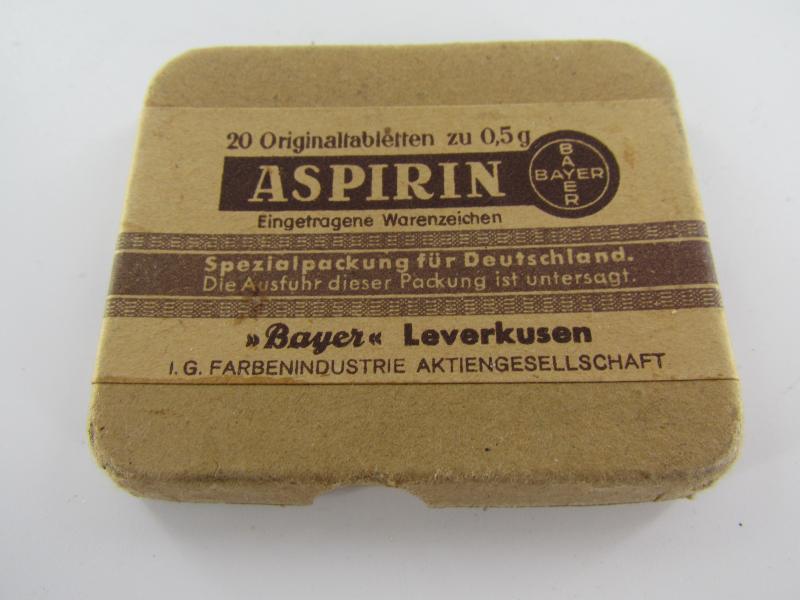 20 Originaltabletten zu 0,5 g
ASPIRIN
BAYER
BAYER
Eingetragene Warenzeichen
Spezialpackung für Deutschland.
Die Ausfuhr dieser Packung ist untersagt.
»Bayer« Leverkusen
I. G. FARBENINDUSTRIE AKTIENGESELLSCHAFT